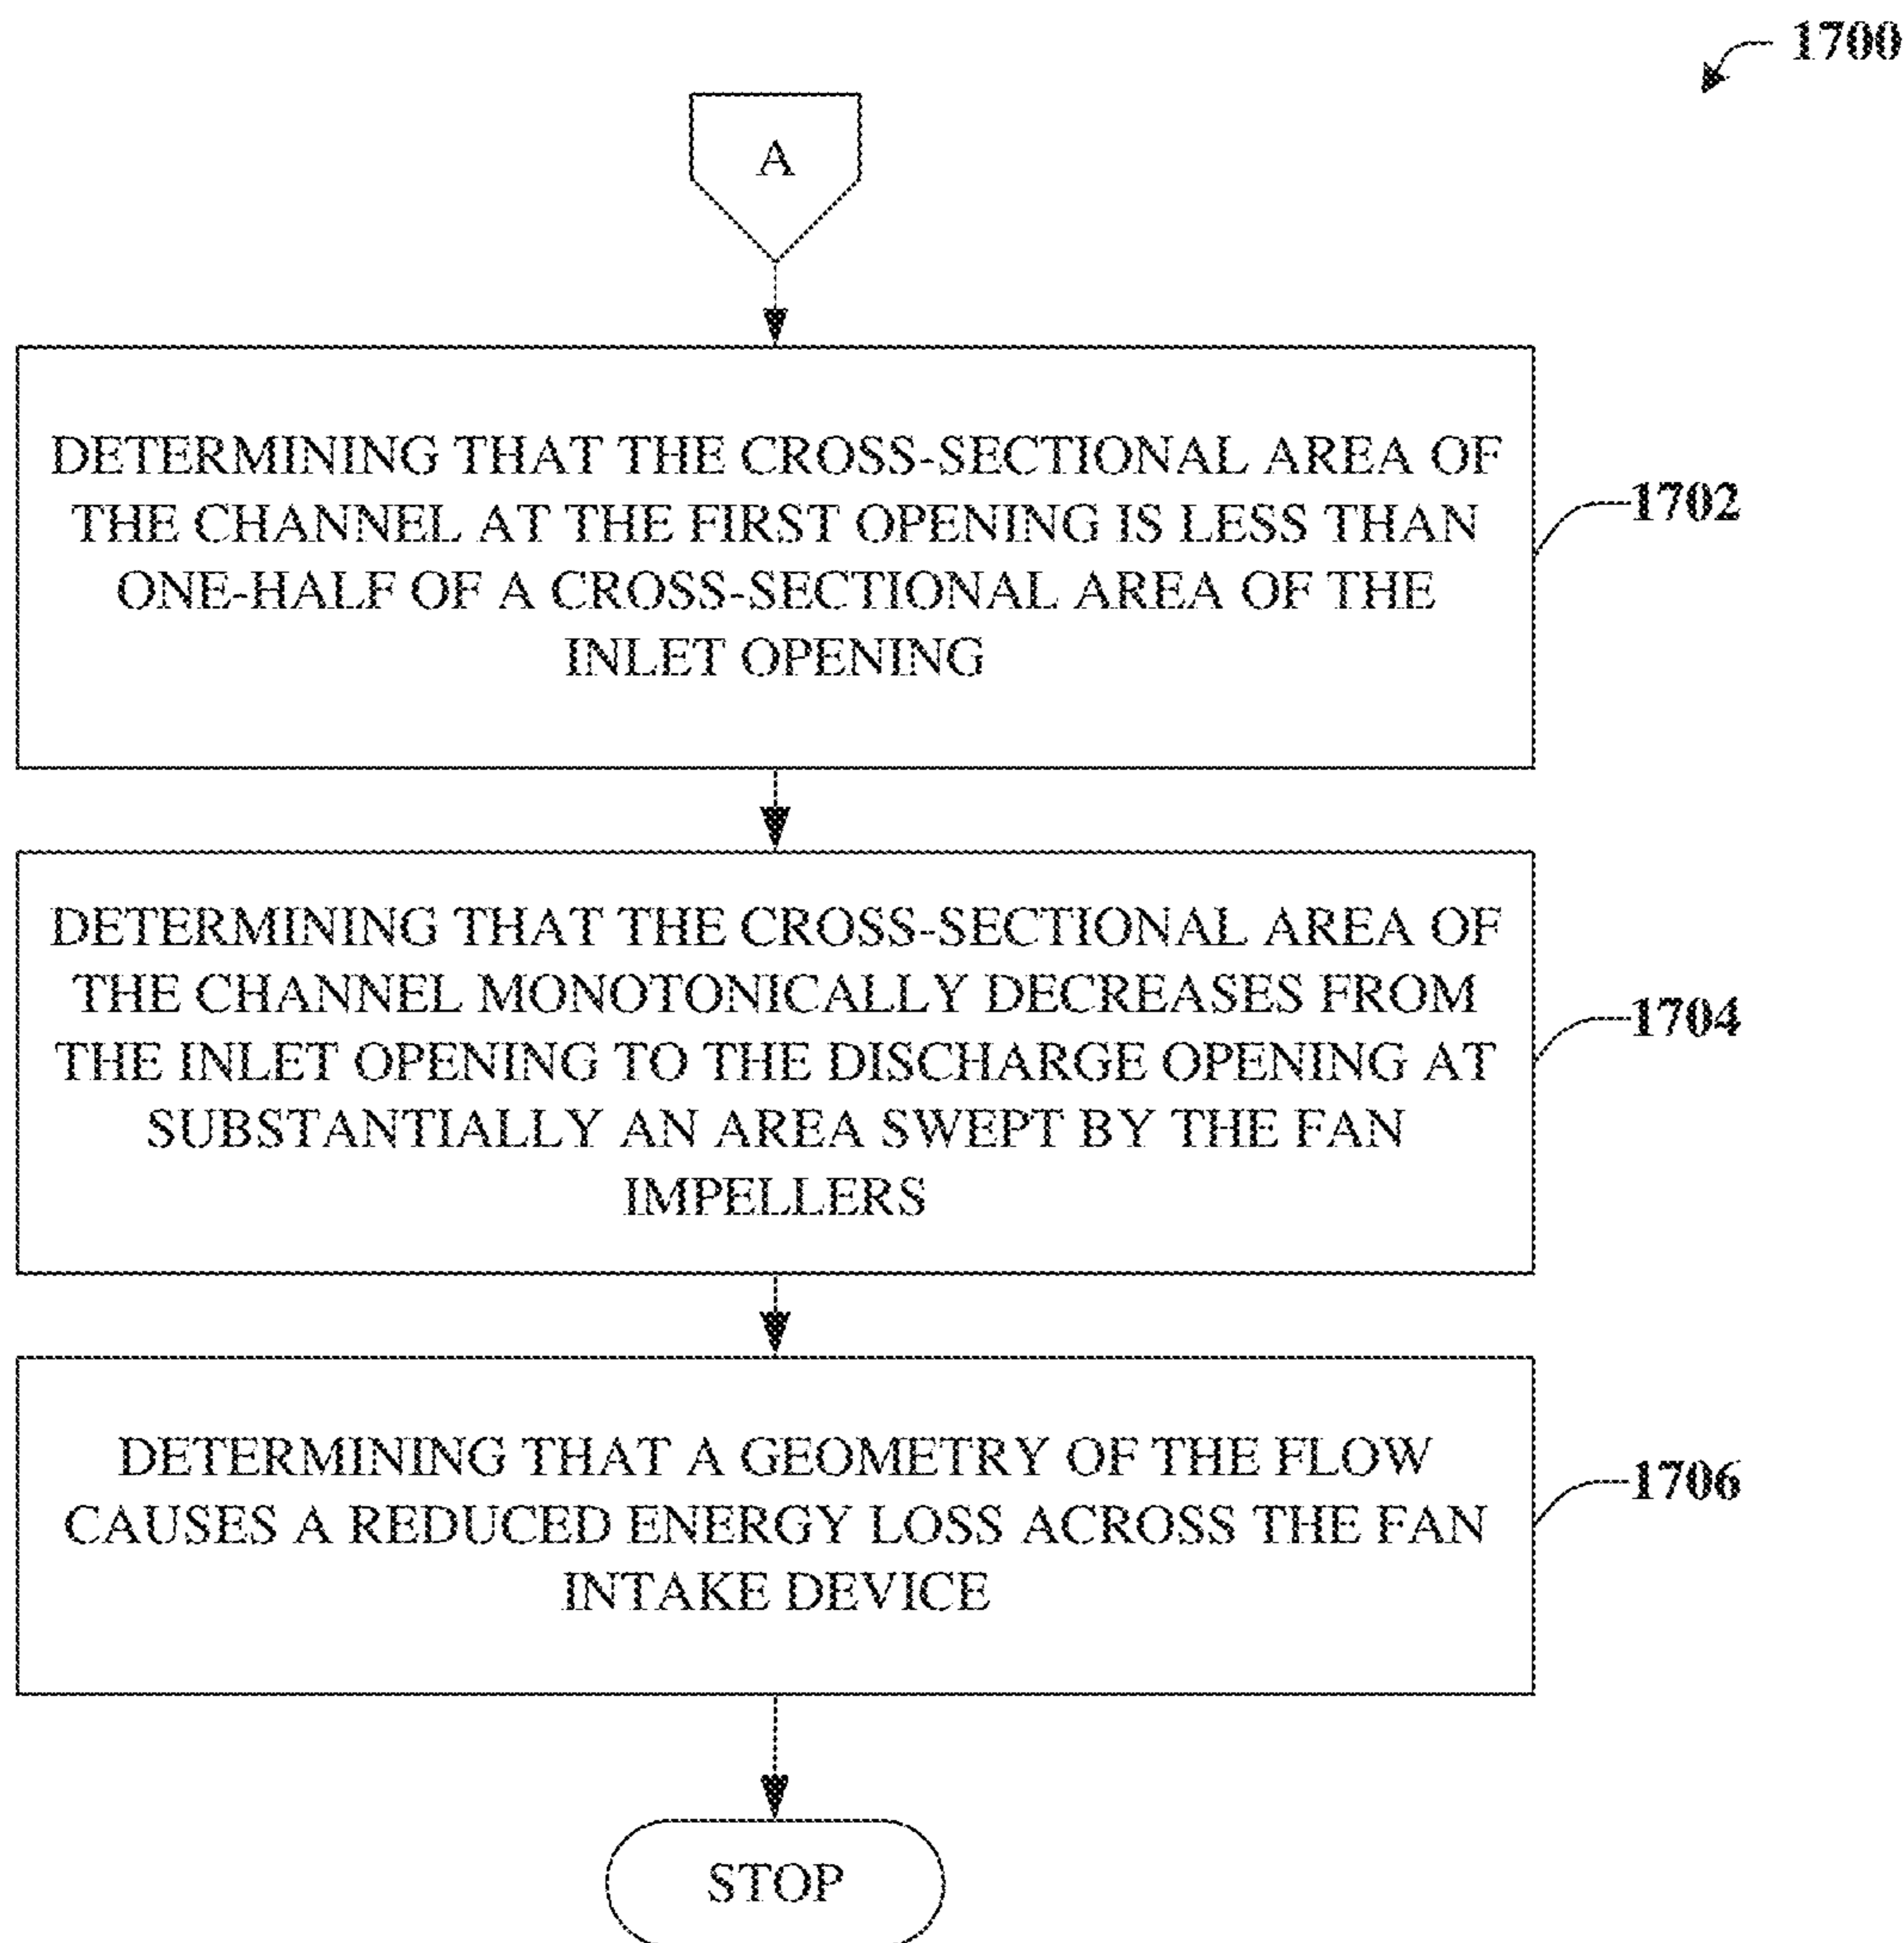 1700
A
DETERMINING THAT THE CROSS-SECTIONAL AREA OF
THE CHANNEL AT THE FIRST OPENING IS LESS THAN
ONE-HALF OF A CROSS-SECTIONAL AREA OF THE
INLET OPENING
1702
DETERMINING THAT THE CROSS-SECTIONAL AREA OF
THE CHANNEL MONOTONICALLY DECREASES FROM
THE INLET OPENING TO THE DISCHARGE OPENING AT
SUBSTANTIALLY AN AREA SWEPT BY THE FAN
IMPELLERS
1704
DETERMINING THAT A GEOMETRY OF THE FLOW
CAUSES A REDUCED ENERGY LOSS ACROSS THE FAN
INTAKE DEVICE
1706
STOP